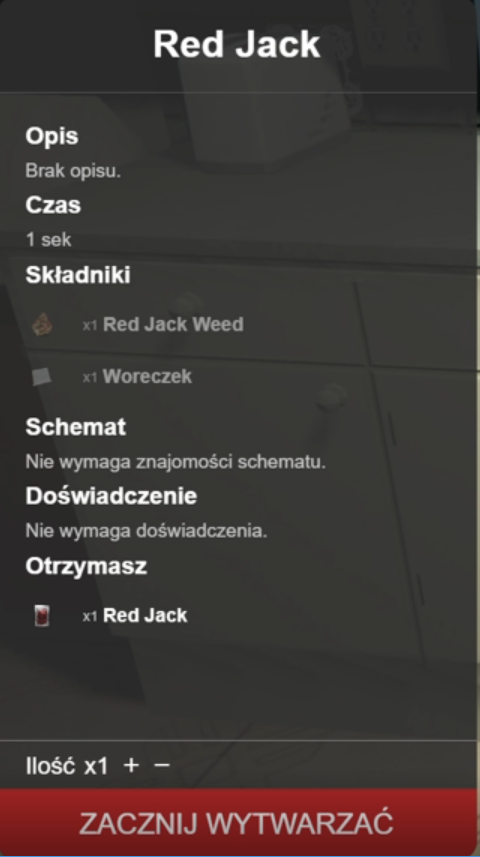 Red Jack
Opis
Brak opisu.
Czas
1 sek
Składniki
x1 Red Jack Weed
x1 Woreczek
Schemat
Nie wymaga znajomości schematu.
Doświadczenie
Nie wymaga doświadczenia.
Otrzymasz
x1 Red Jack
Ilość x1 + −
ZACZNIJ WYTWARZAĆ